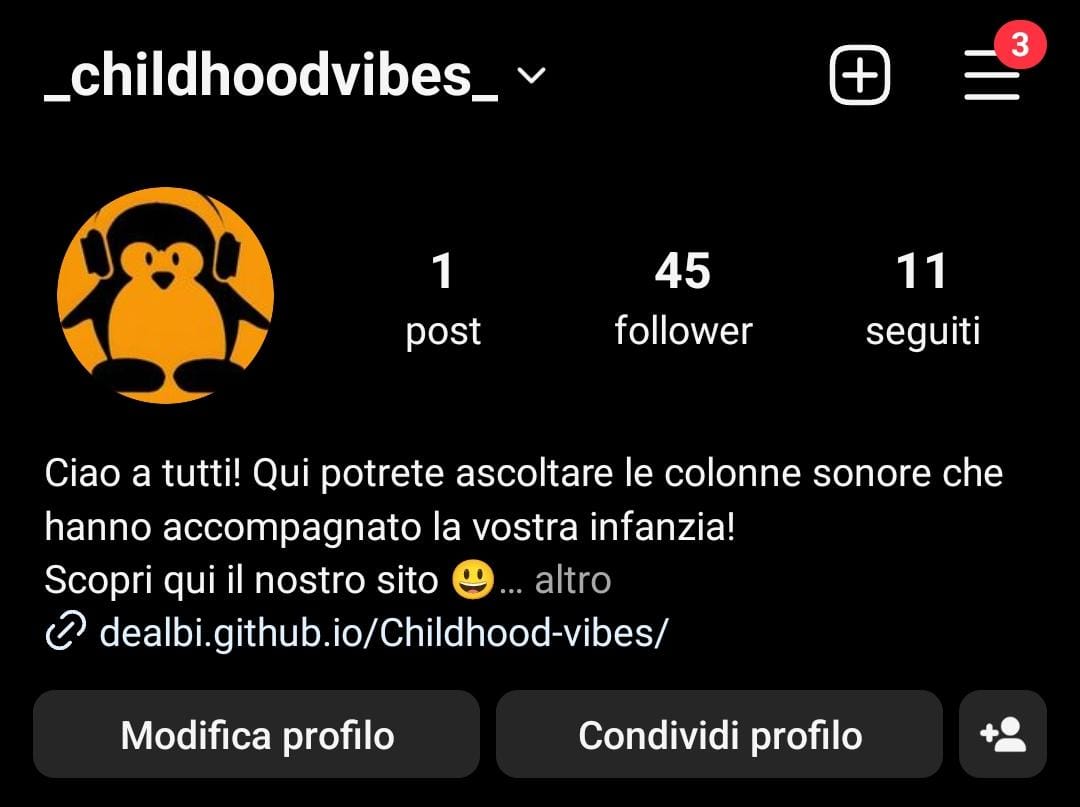 _childhoodvibes_
3
1
post
45
follower
11
seguiti
Ciao a tutti! Qui potrete ascoltare le colonne sonore che
hanno accompagnato la vostra infanzia!
Scopri qui il nostro sito 😃... altro
dealbi.github.io/Childhood-vibes/
Modifica profilo
Condividi profilo